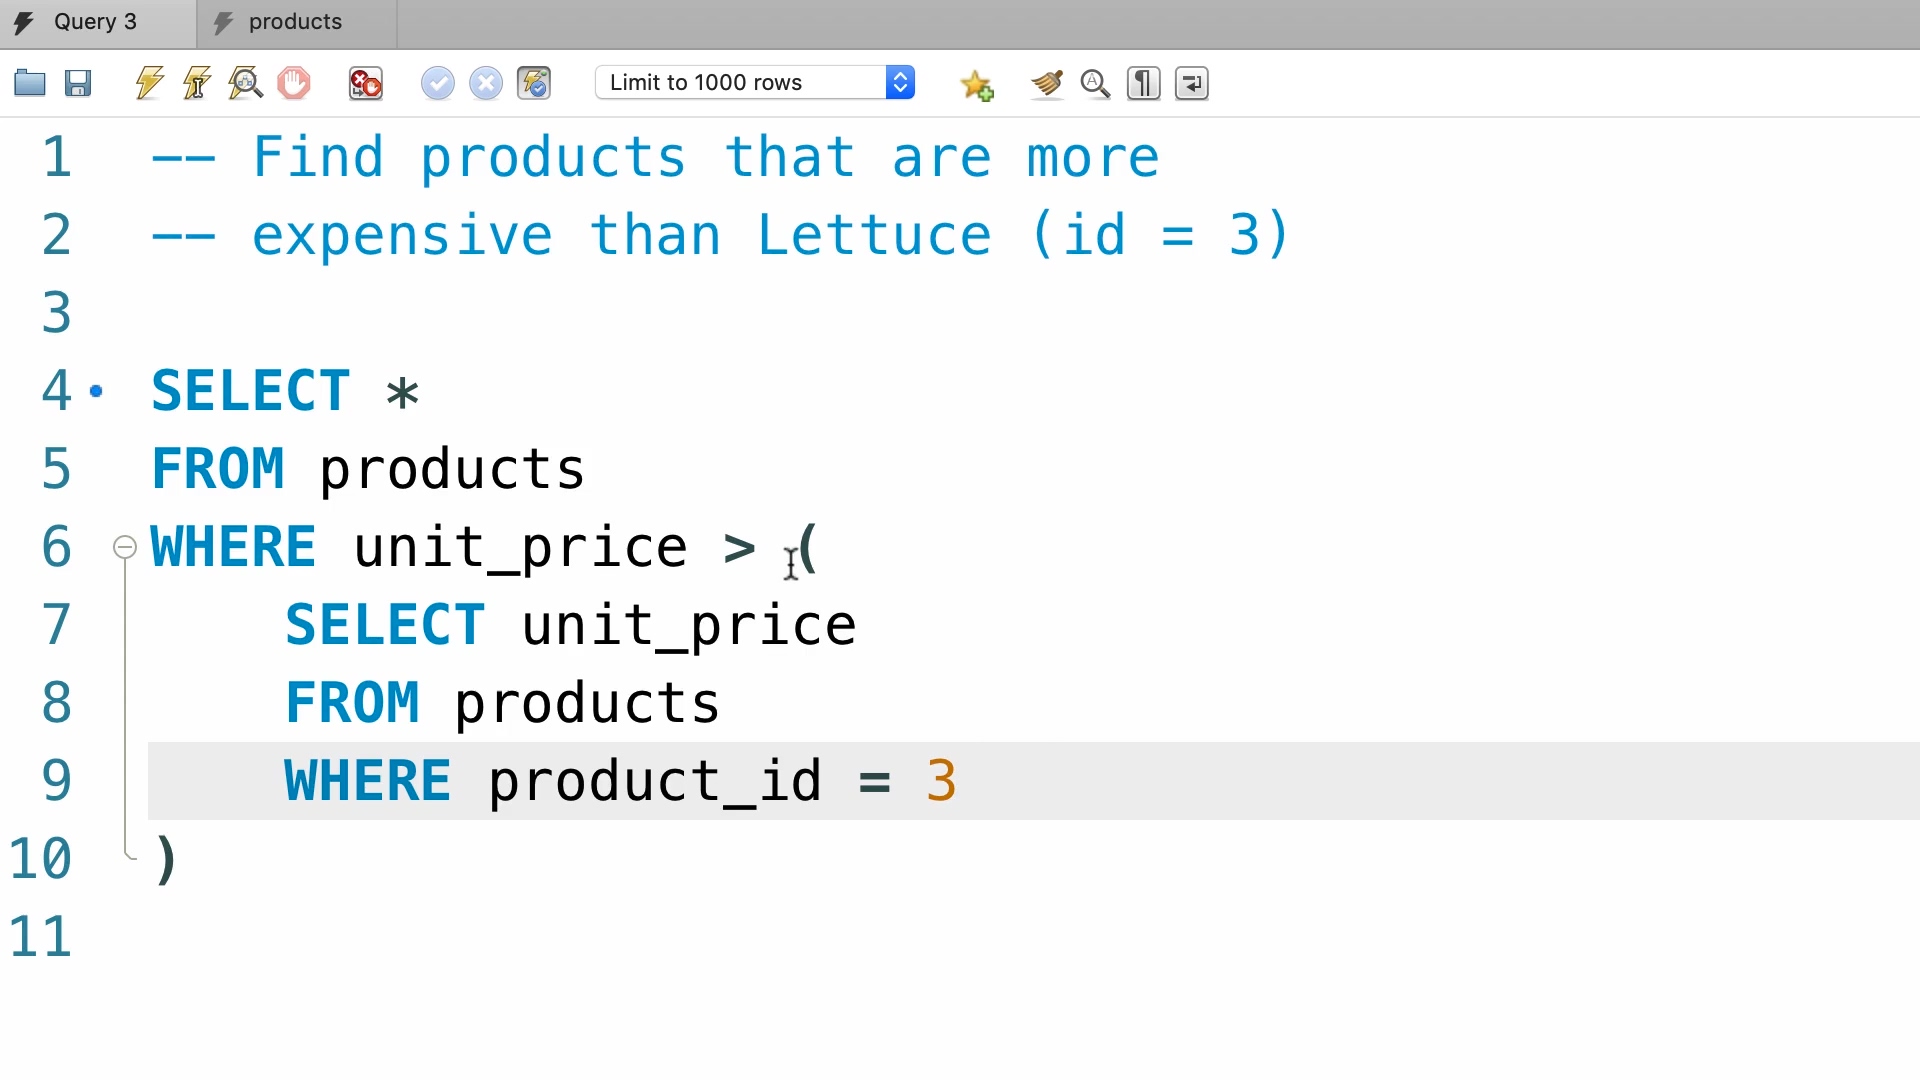 Query 3
products
Limit to 1000 rows
1 -- Find products that are more
2 -- expensive than Lettuce (id = 3)
3
4 SELECT *
5 FROM products
6 WHERE unit_price > (
7 SELECT unit_price
8 FROM products
9 WHERE product_id = 3
10 )
11